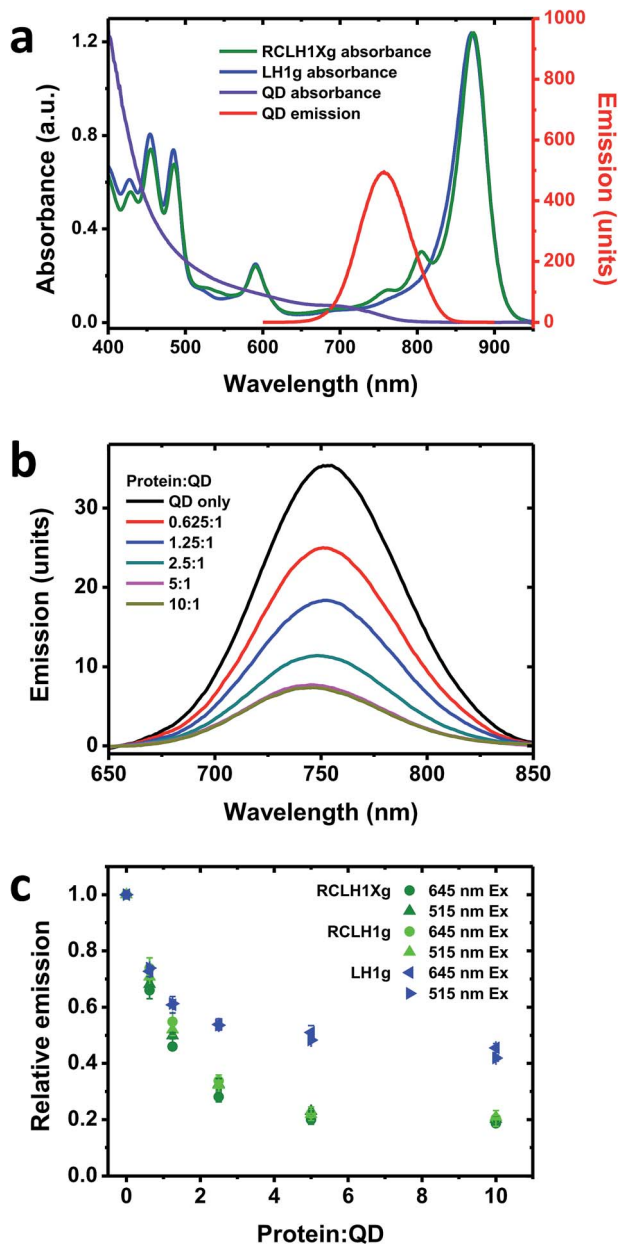 a
RCLH1Xg absorbance
LH1g absorbance
QD absorbance
QD emission
Absorbance (a.u.)
1.2
0.8
0.4
0.0
Emission (units)
1000
800
600
400
200
0
400 500 600 700 800 900
Wavelength (nm)
b
Protein:QD
QD only
0.625:1
1.25:1
2.5:1
5:1
10:1
Emission (units)
30
20
10
0
650 700 750 800 850
Wavelength (nm)
c
RCLH1Xg 645 nm Ex
515 nm Ex
RCLH1g 645 nm Ex
515 nm Ex
LH1g 645 nm Ex
515 nm Ex
Relative emission
1.0
0.8
0.6
0.4
0.2
0.0
0 2 4 6 8 10
Protein:QD